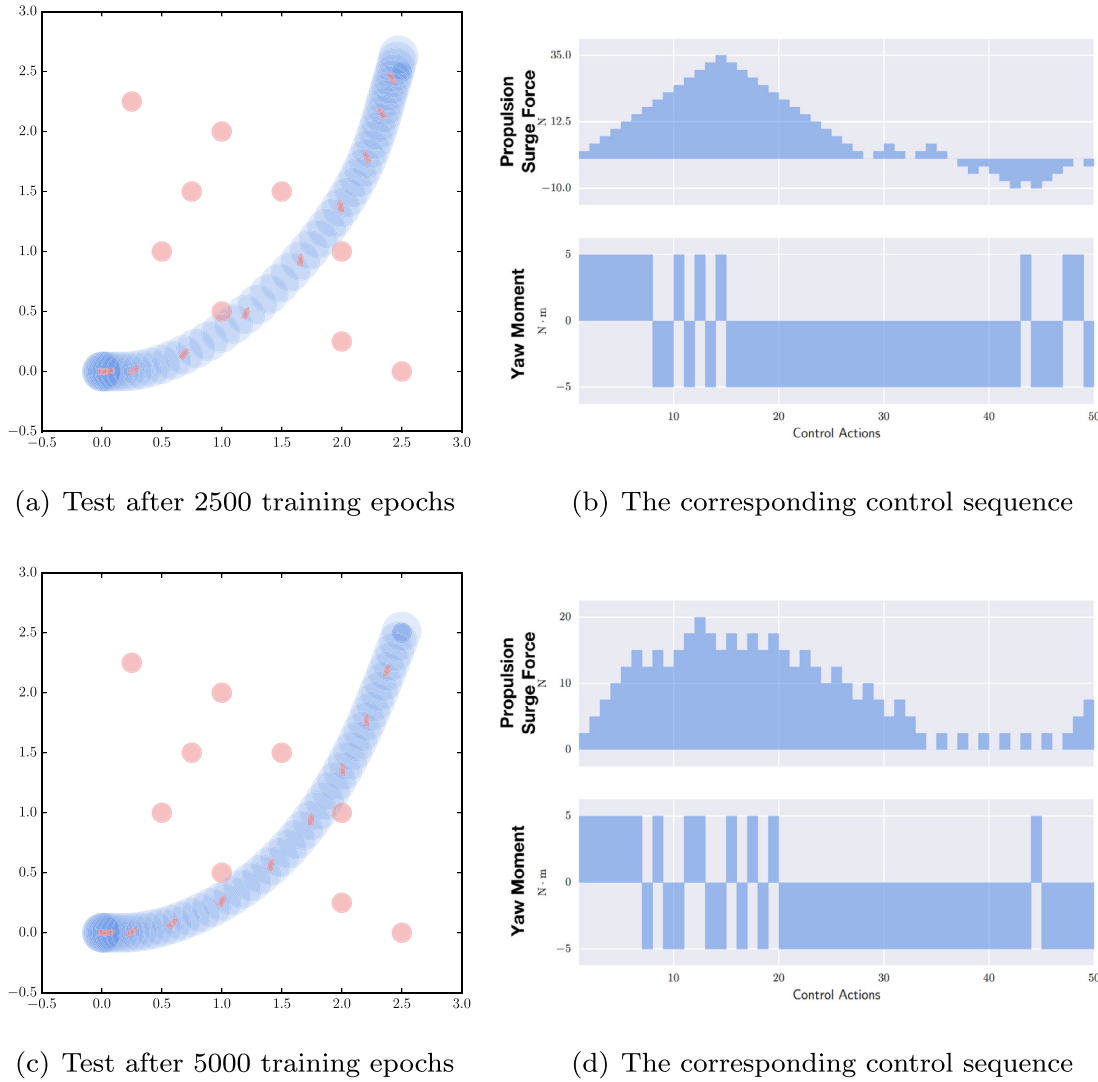 3.0
2.5
2.0
1.5
1.0
0.5
0.0
−0.5
−0.5 0.0 0.5 1.0 1.5 2.0 2.5 3.0
Propulsion
Surge Force
N
35.0
12.5
−10.0
Yaw Moment
N · m
5
0
−5
10 20 30 40 50
Control Actions
(a) Test after 2500 training epochs
(b) The corresponding control sequence
3.0
2.5
2.0
1.5
1.0
0.5
0.0
−0.5
−0.5 0.0 0.5 1.0 1.5 2.0 2.5 3.0
Propulsion
Surge Force
N
20
10
0
Yaw Moment
N · m
5
0
−5
10 20 30 40 50
Control Actions
(c) Test after 5000 training epochs
(d) The corresponding control sequence